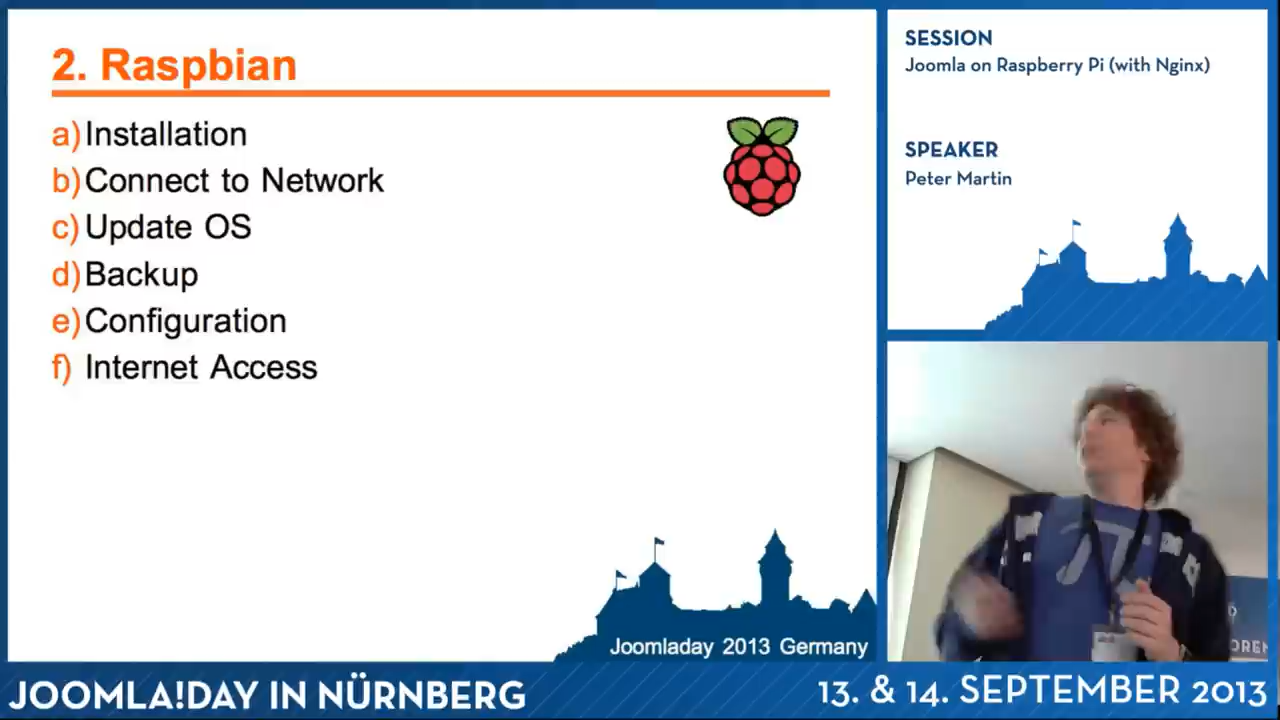 2. Raspbian
a) Installation
b) Connect to Network
c) Update OS
d) Backup
e) Configuration
f) Internet Access
Joomladay 2013 Germany
SESSION
Joomla on Raspberry Pi (with Nginx)
SPEAKER
Peter Martin
JOOMLA!DAY IN NÜRNBERG
13. & 14. SEPTEMBER 2013